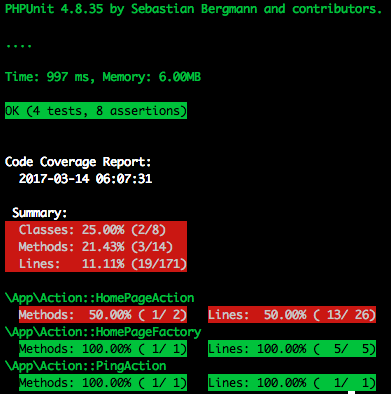 PHPUnit 4.8.35 by Sebastian Bergmann and contributors.
....
Time: 997 ms, Memory: 6.00MB
OK (4 tests, 8 assertions)
Code Coverage Report:
2017-03-14 06:07:31
Summary:
Classes: 25.00% (2/8)
Methods: 21.43% (3/14)
Lines: 11.11% (19/171)
\App\Action::HomePageAction
Methods: 50.00% ( 1/ 2) Lines: 50.00% ( 13/ 26)
\App\Action::HomePageFactory
Methods: 100.00% ( 1/ 1) Lines: 100.00% ( 5/ 5)
\App\Action::PingAction
Methods: 100.00% ( 1/ 1) Lines: 100.00% ( 1/ 1)